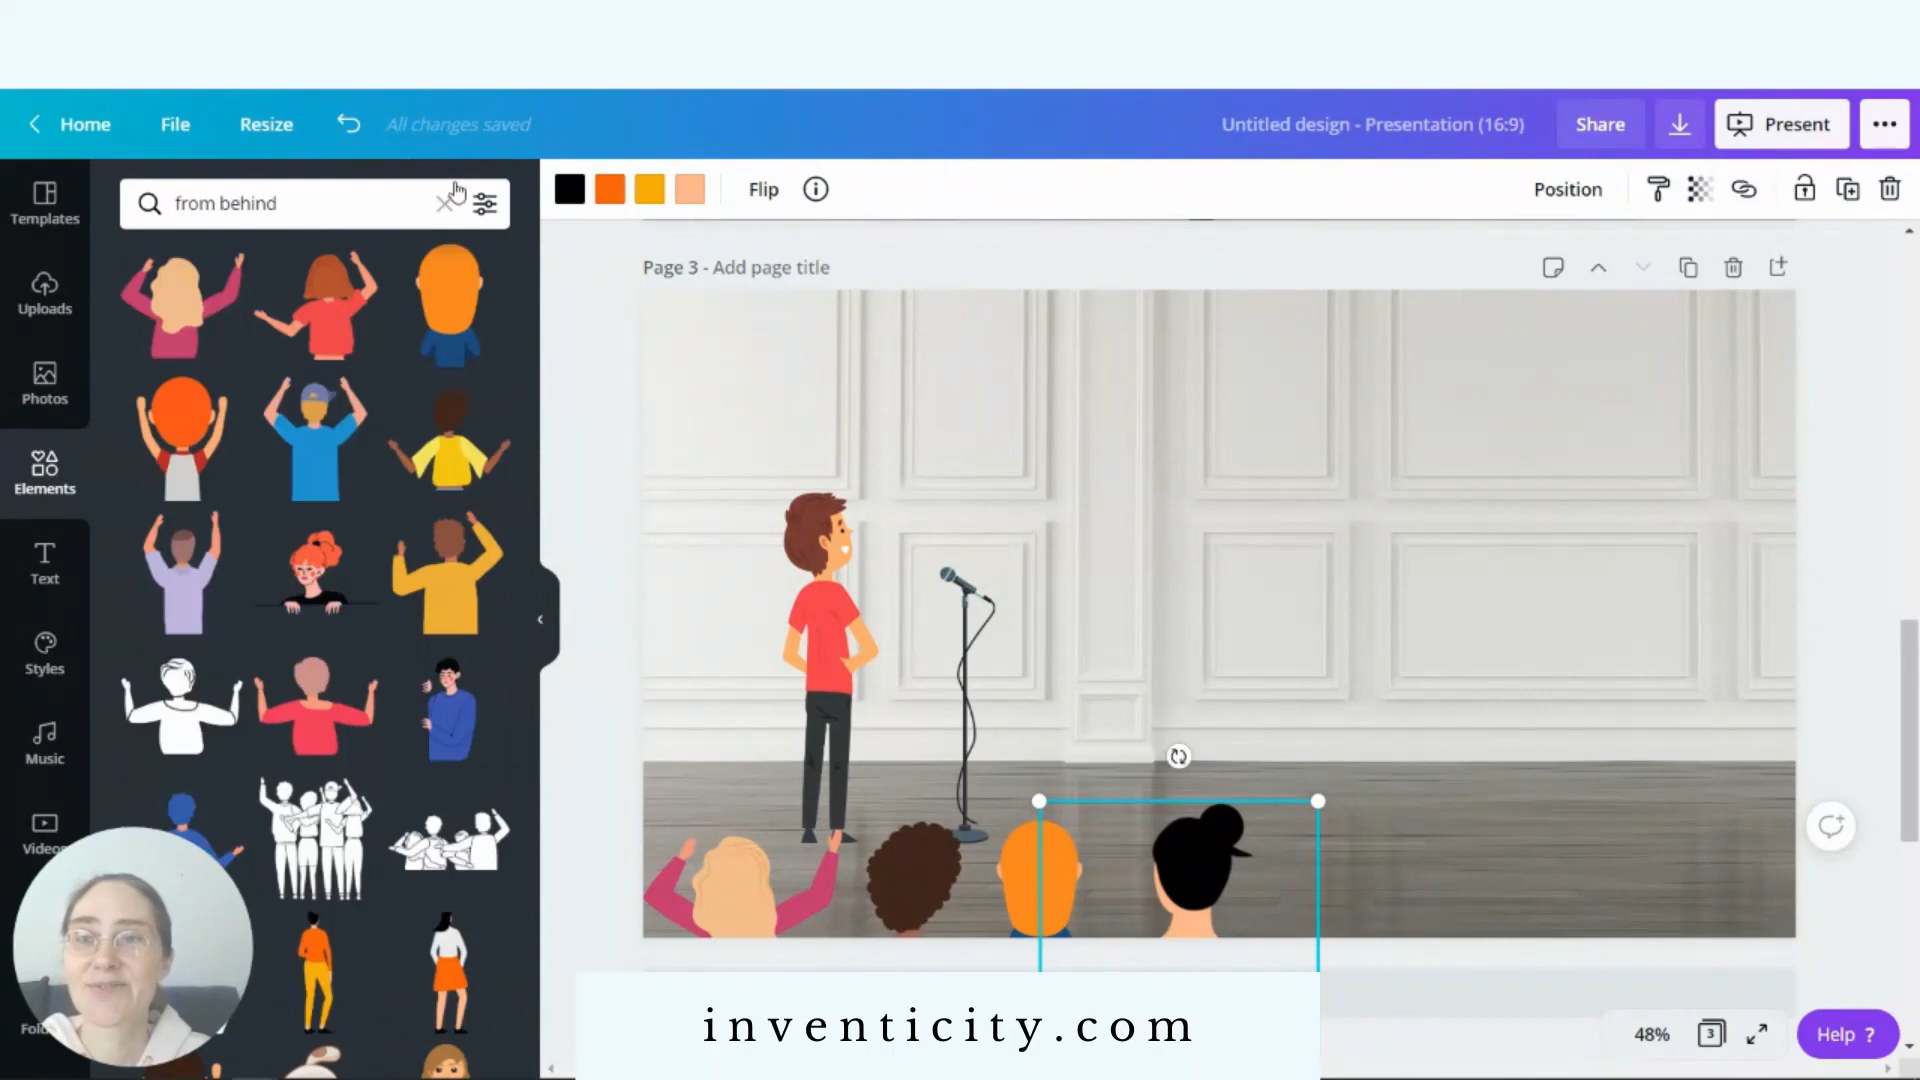 Home
File
Resize
All changes saved
Untitled design - Presentation (16:9)
Share
Present
Templates
Uploads
Photos
Elements
Text
Styles
Music
Videos
from behind
Flip
Position
Page 3 - Add page title
inventicity.com
48%
3
Help ?